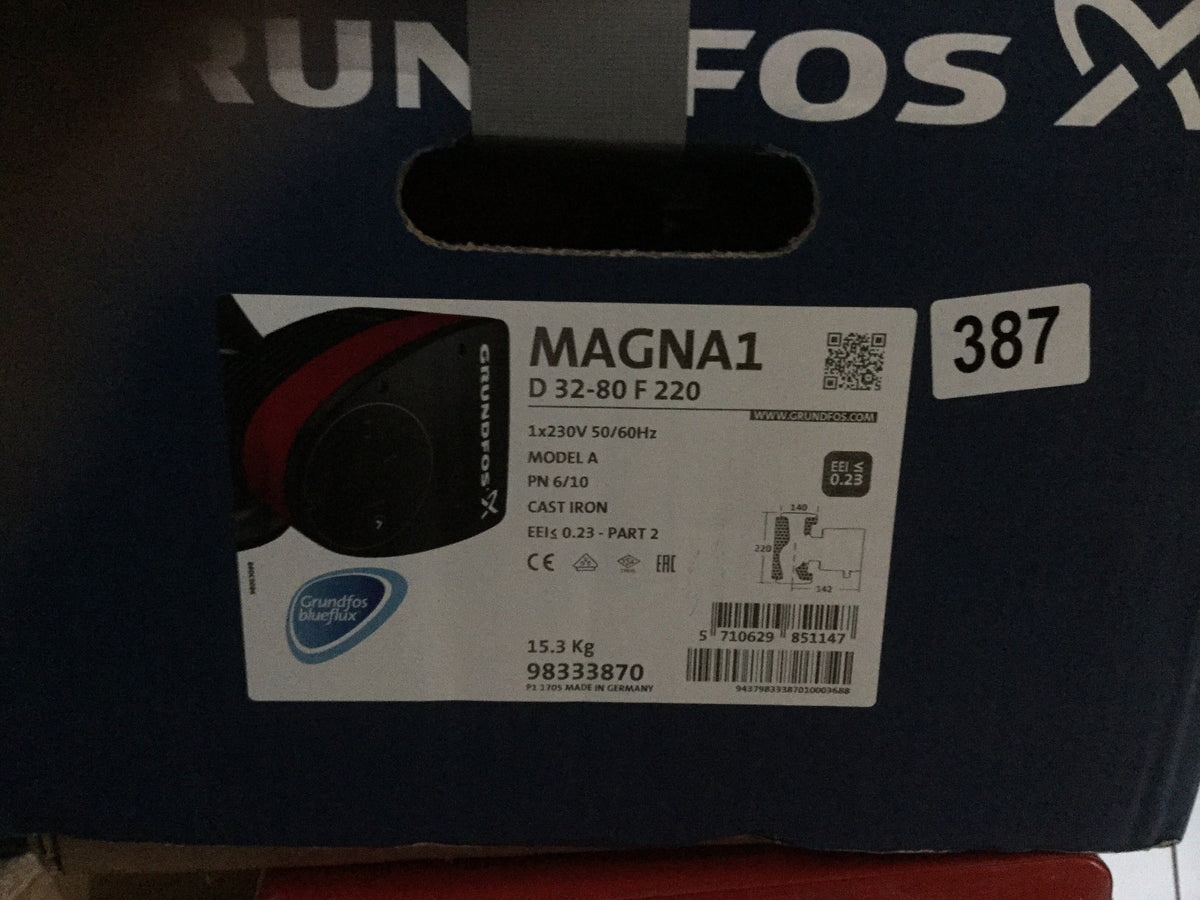 RUN FOS
387
MAGNA1
D 32-80 F 220
WWW.GRUNDFOS.COM
1x230V 50/60Hz
MODEL A
PN 6/10
CAST IRON
EEI≤ 0.23 - PART 2
CE EAC
EEI ≤
0.23
140
220
142
GRUNDFOS
Grundfos
blueflux
15.3 Kg
98333870
P1 1705 MADE IN GERMANY
5 710629 851147